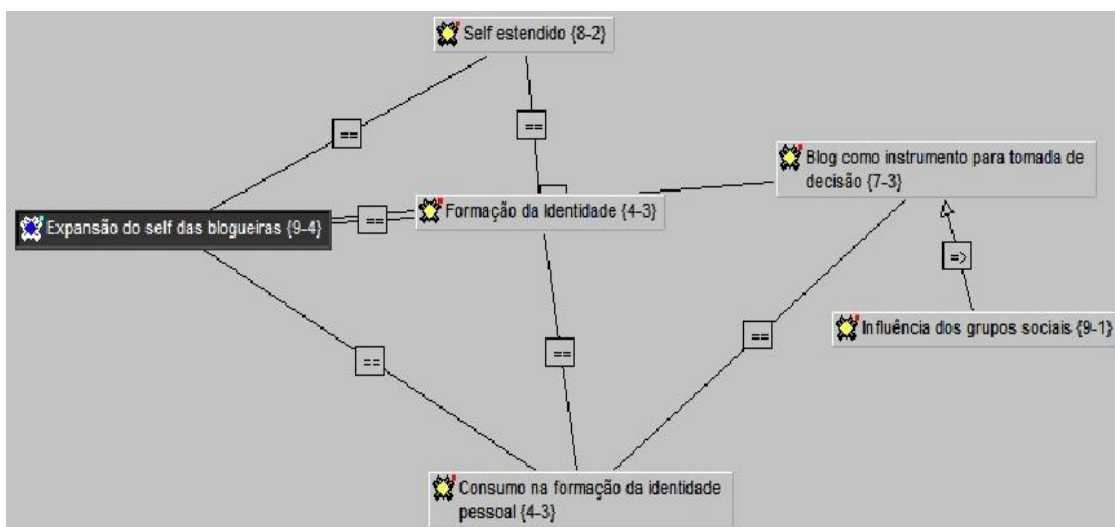 Self estendido {8-2}
==
==
Blog como instrumento para tomada de
decisão {7-3}
Formação da Identidade {4-3}
Expansão do self das blogueiras {9-4}
==
=>
Influência dos grupos sociais {9-1}
==
==
==
Consumo na formação da identidade
pessoal {4-3}